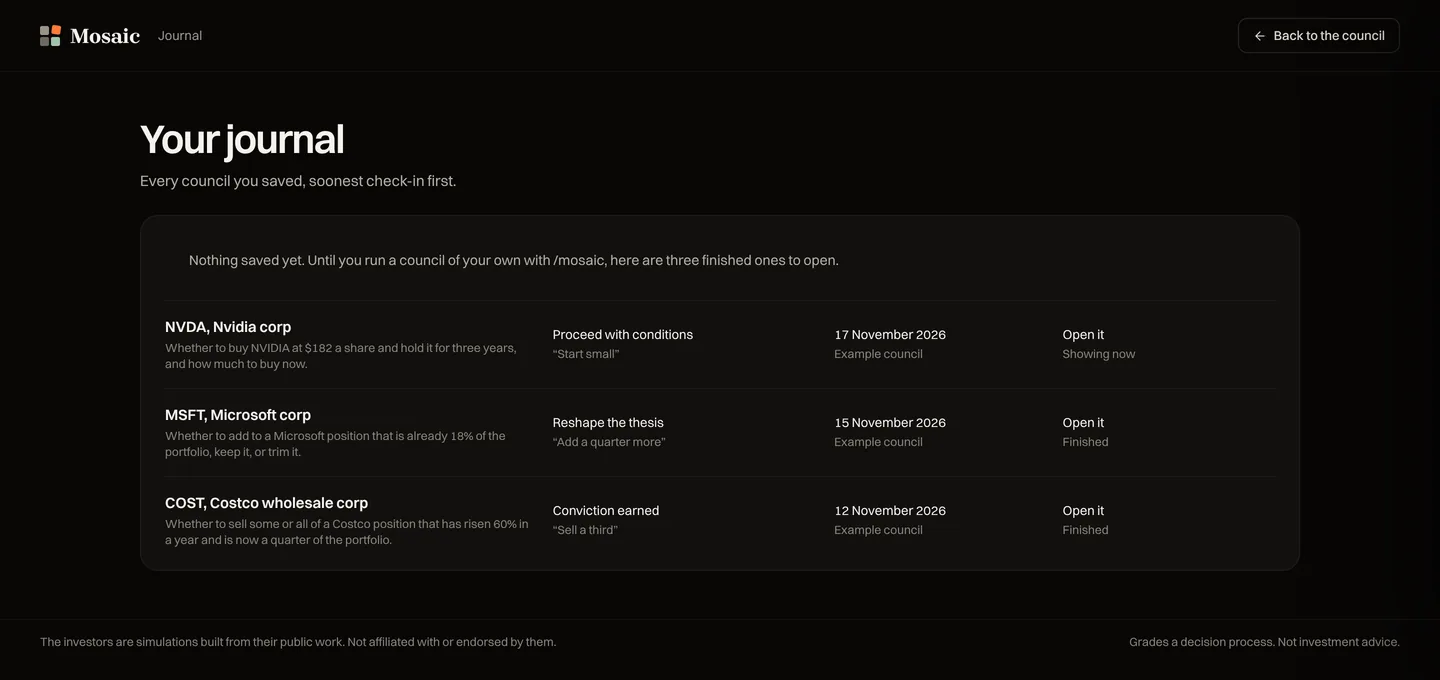 Mosaic Journal
← Back to the council
Your journal
Every council you saved, soonest check-in first.
Nothing saved yet. Until you run a council of your own with /mosaic, here are three finished ones to open.
NVDA, Nvidia corp
Whether to buy NVIDIA at $182 a share and hold it for three years,
and how much to buy now.
Proceed with conditions
“Start small”
17 November 2026
Example council
Open it
Showing now
MSFT, Microsoft corp
Whether to add to a Microsoft position that is already 18% of the
portfolio, keep it, or trim it.
Reshape the thesis
“Add a quarter more”
15 November 2026
Example council
Open it
Finished
COST, Costco wholesale corp
Whether to sell some or all of a Costco position that has risen 60% in
a year and is now a quarter of the portfolio.
Conviction earned
“Sell a third”
12 November 2026
Example council
Open it
Finished
The investors are simulations built from their public work. Not affiliated with or endorsed by them.
Grades a decision process. Not investment advice.